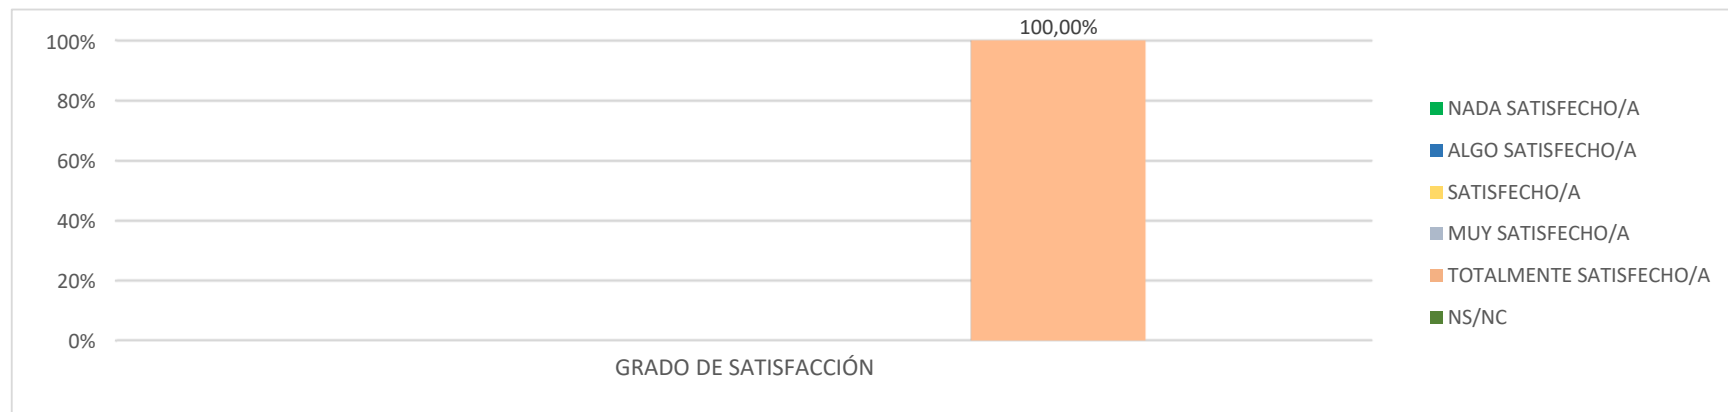 100,00%
100%
80%
60%
40%
20%
0%
GRADO DE SATISFACCIÓN
NADA SATISFECHO/A
ALGO SATISFECHO/A
SATISFECHO/A
MUY SATISFECHO/A
TOTALMENTE SATISFECHO/A
NS/NC